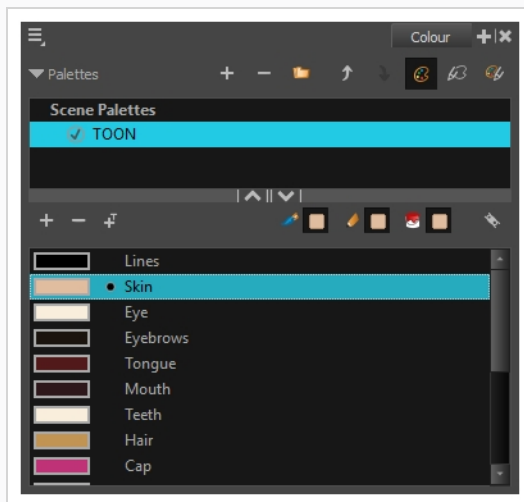 Colour
Palettes
Scene Palettes
TOON
Lines
Skin
Eye
Eyebrows
Tongue
Mouth
Teeth
Hair
Cap